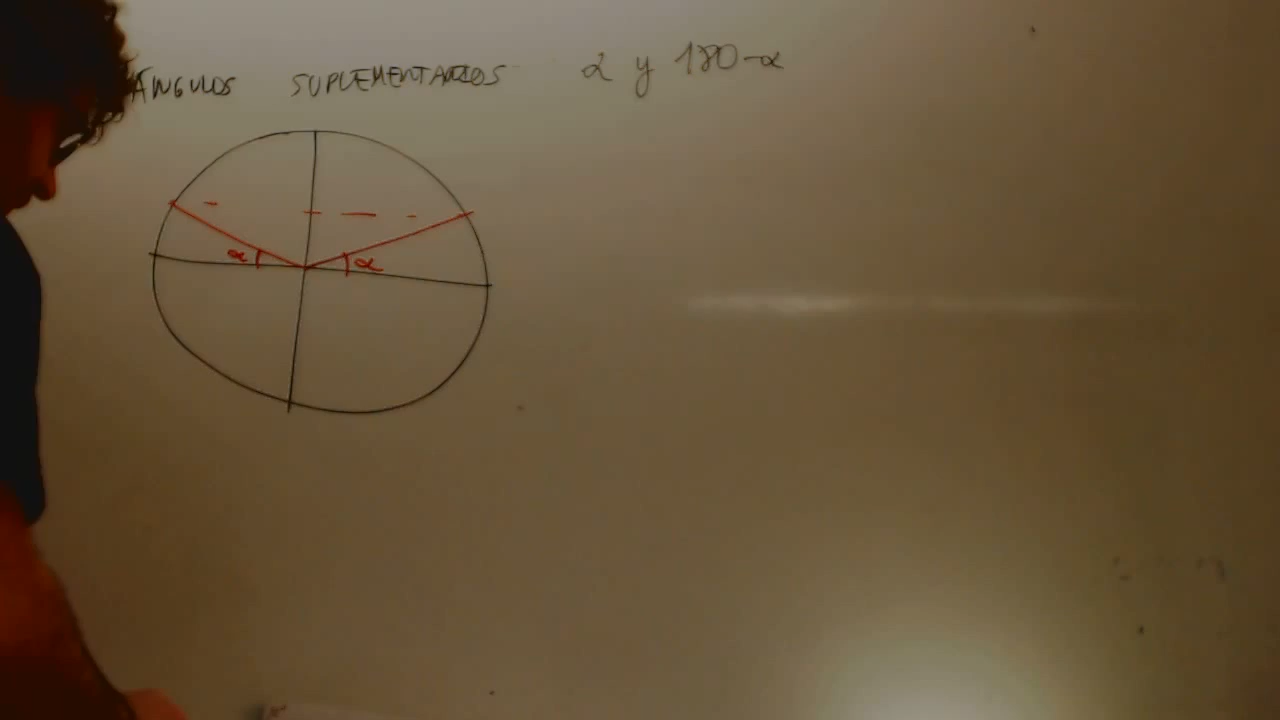 ÁNGULOS SUPLEMENTARIOS α y 180-α
α α